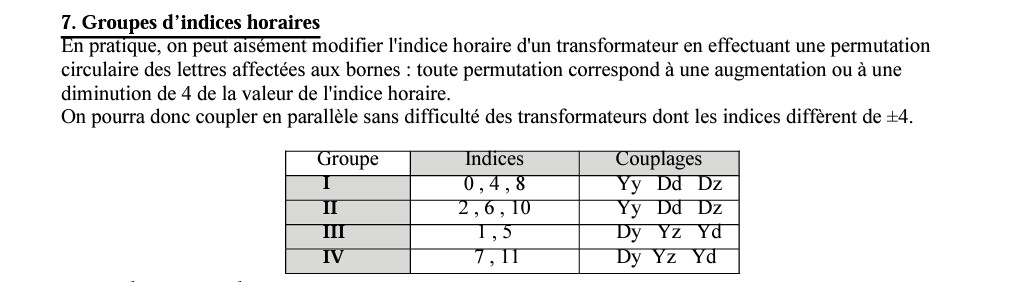 7. Groupes d’indices horaires
En pratique, on peut aisément modifier l'indice horaire d'un transformateur en effectuant une permutation
circulaire des lettres affectées aux bornes : toute permutation correspond à une augmentation ou à une
diminution de 4 de la valeur de l'indice horaire.
On pourra donc coupler en parallèle sans difficulté des transformateurs dont les indices diffèrent de ±4.
Groupe Indices Couplages
I 0 , 4 , 8 Yy Dd Dz
II 2 , 6 , 10 Yy Dd Dz
III 1 , 5 Dy Yz Yd
IV 7 , 11 Dy Yz Yd